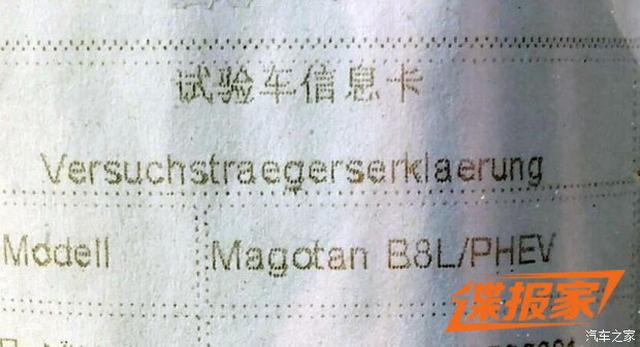 试验车信息卡
Versuchstraegerserklaerung
Modell Magotan B8L/PHEV
谍报家
汽车之家